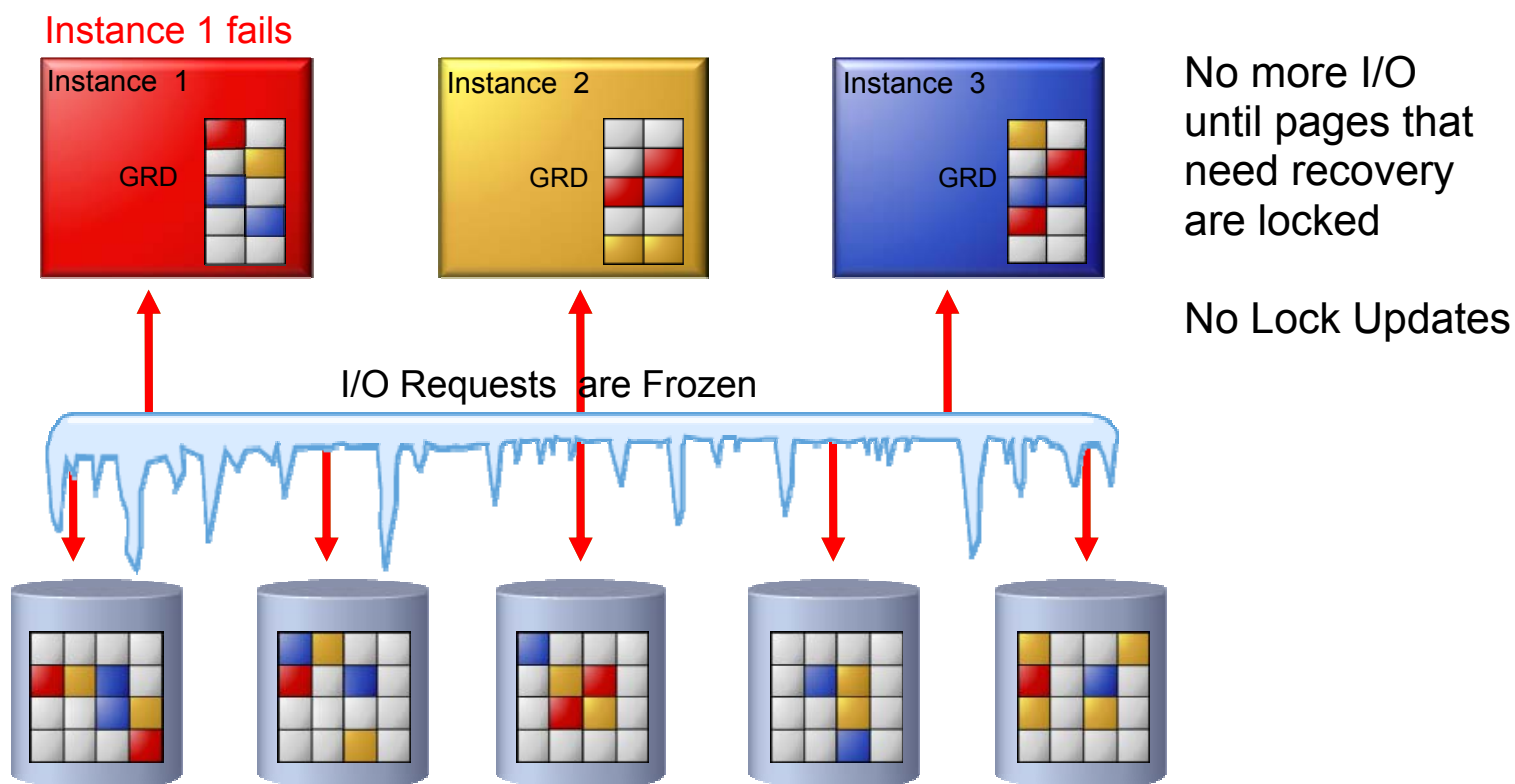 Instance 1 fails
Instance 1
GRD
Instance 2
GRD
Instance 3
GRD
No more I/O
until pages that
need recovery
are locked
No Lock Updates
I/O Requests are Frozen